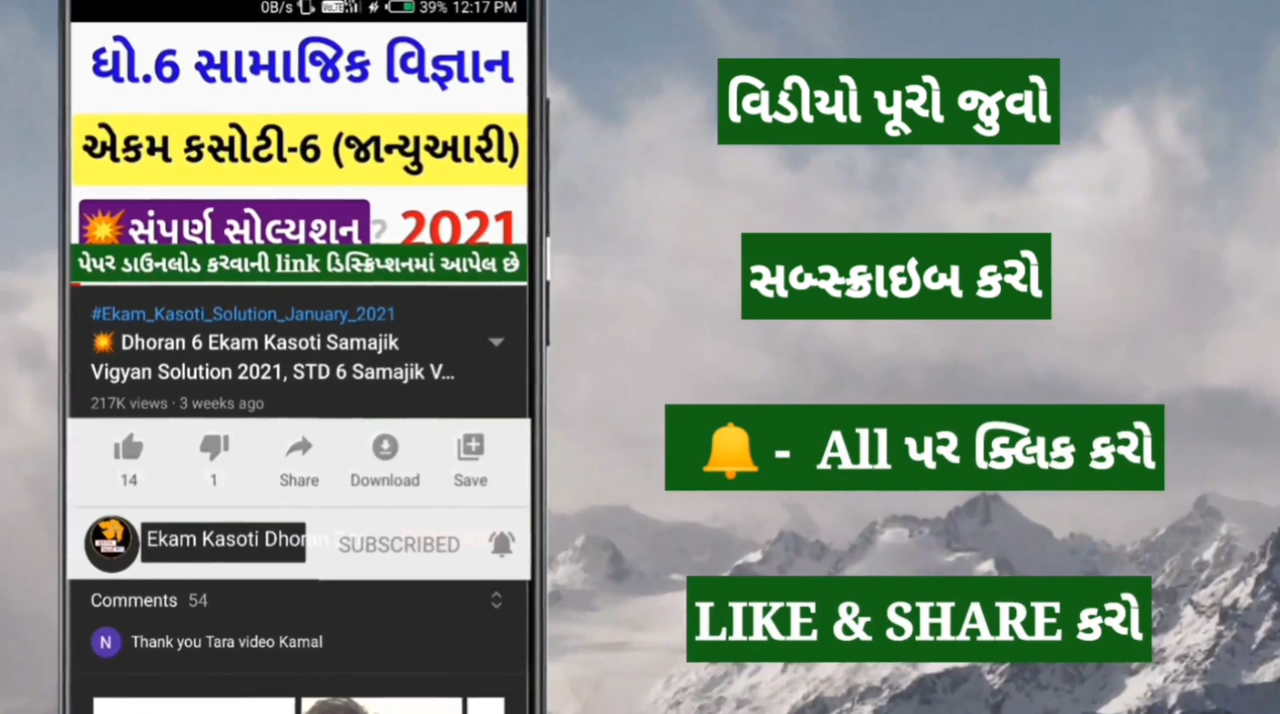 0B/s VoLTE 39% 12:17 PM
ધો.6 સામાજિક વિજ્ઞાન
એકમ કસોટી-6 (જાન્યુઆરી)
💥સંપર્ણ સોલ્યશન ? 2021
પેપર ડાઉનલોડ કરવાની link ડિસ્ક્રિપ્શનમાં આપેલ છે
#Ekam_Kasoti_Solution_January_2021
💥 Dhoran 6 Ekam Kasoti Samajik
Vigyan Solution 2021, STD 6 Samajik V...
217K views · 3 weeks ago
14 1 Share Download Save
Ekam Kasoti Dhoran SUBSCRIBED
Comments 54
N Thank you Tara video Kamal
વિડીયો પૂરો જુવો
સબ્સ્ક્રાઇબ કરો
🔔 - All પર ક્લિક કરો
LIKE & SHARE કરો